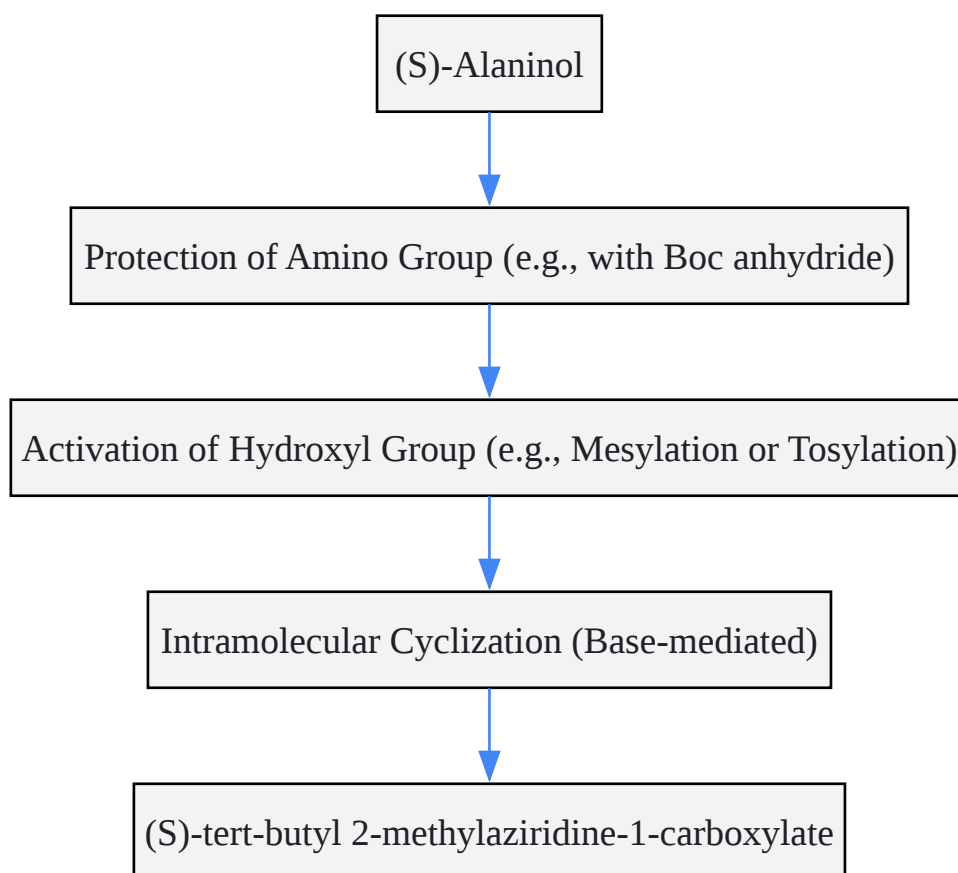 (S)-Alaninol
Protection of Amino Group (e.g., with Boc anhydride)
Activation of Hydroxyl Group (e.g., Mesylation or Tosylation)
Intramolecular Cyclization (Base-mediated)
(S)-tert-butyl 2-methylaziridine-1-carboxylate